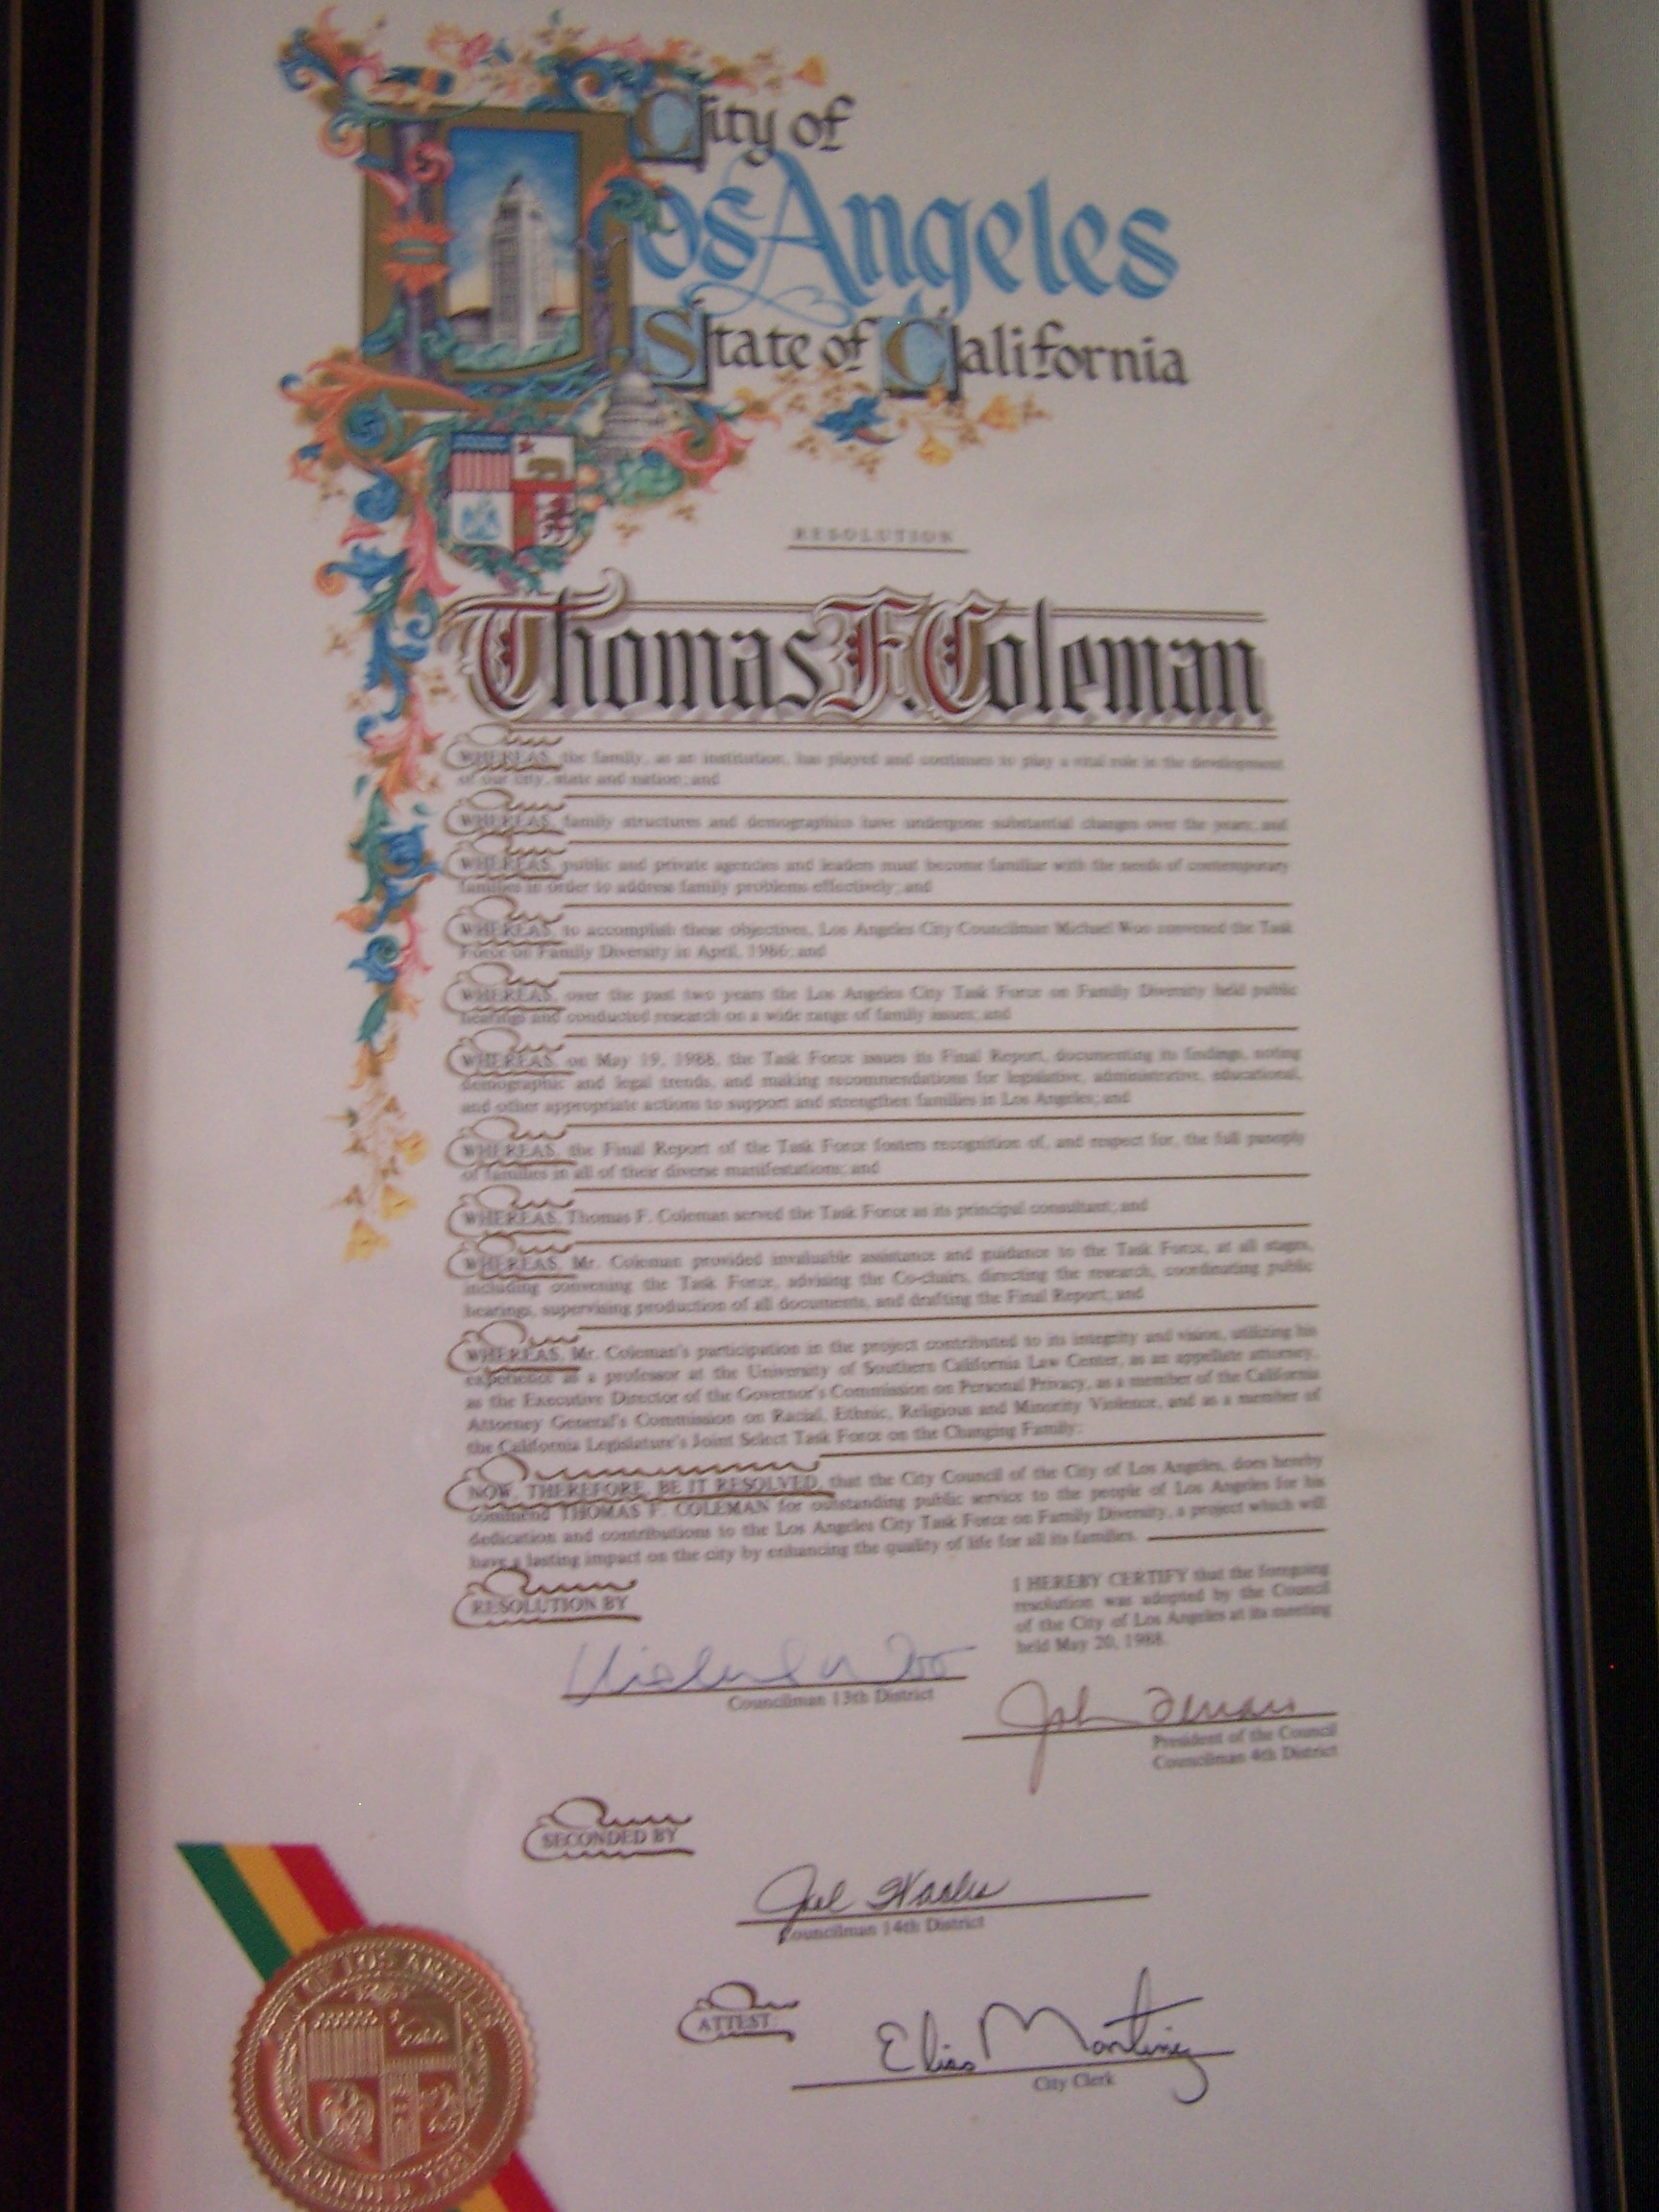 City of
Los Angeles
State of California
RESOLUTION
Thomas F. Coleman
WHEREAS, the family, as an institution, has played and continues to play a vital role in the development
of our city, state and nation; and
WHEREAS, family structures and demographics have undergone substantial changes over the years; and
WHEREAS, public and private agencies and leaders must become familiar with the needs of contemporary
families in order to address family problems effectively; and
WHEREAS, to accomplish these objectives, Los Angeles City Councilman Michael Woo convened the Task
Force on Family Diversity in April, 1986; and
WHEREAS, over the past two years the Los Angeles City Task Force on Family Diversity held public
hearings and conducted research on a wide range of family issues; and
WHEREAS, on May 19, 1988, the Task Force issues its Final Report, documenting its findings, noting
demographic and legal trends, and making recommendations for legislative, administrative, educational,
and other appropriate actions to support and strengthen families in Los Angeles; and
WHEREAS, the Final Report of the Task Force fosters recognition of, and respect for, the full panoply
of families in all of their diverse manifestations; and
WHEREAS, Thomas F. Coleman served the Task Force as its principal consultant; and
WHEREAS, Mr. Coleman provided invaluable assistance and guidance to the Task Force, at all stages,
including convening the Task Force, advising the Co-chairs, directing the research, coordinating public
hearings, supervising production of all documents, and drafting the Final Report; and
WHEREAS, Mr. Coleman's participation in the project contributed to its integrity and vision, utilizing his
experience as a professor at the University of Southern California Law Center, as an appellate attorney,
as the Executive Director of the Governor's Commission on Personal Privacy, as a member of the California
Attorney General's Commission on Racial, Ethnic, Religious and Minority Violence, and as a member of
the California Legislature's Joint Select Task Force on the Changing Family:
NOW, THEREFORE, BE IT RESOLVED, that the City Council of the City of Los Angeles, does hereby
commend THOMAS F. COLEMAN for outstanding public service to the people of Los Angeles for his
dedication and contributions to the Los Angeles City Task Force on Family Diversity, a project which will
have a lasting impact on the city by enhancing the quality of life for all its families.
I HEREBY CERTIFY that the foregoing
resolution was adopted by the Council
of the City of Los Angeles at its meeting
held May 20, 1988.
RESOLUTION BY
Michael Woo
Councilman 13th District
John Ferraro
President of the Council
Councilman 4th District
SECONDED BY
Joel Wachs
Councilman 14th District
ATTEST:
Elias Martinez
City Clerk
OF LOS ANGELES
FOUNDED 1781